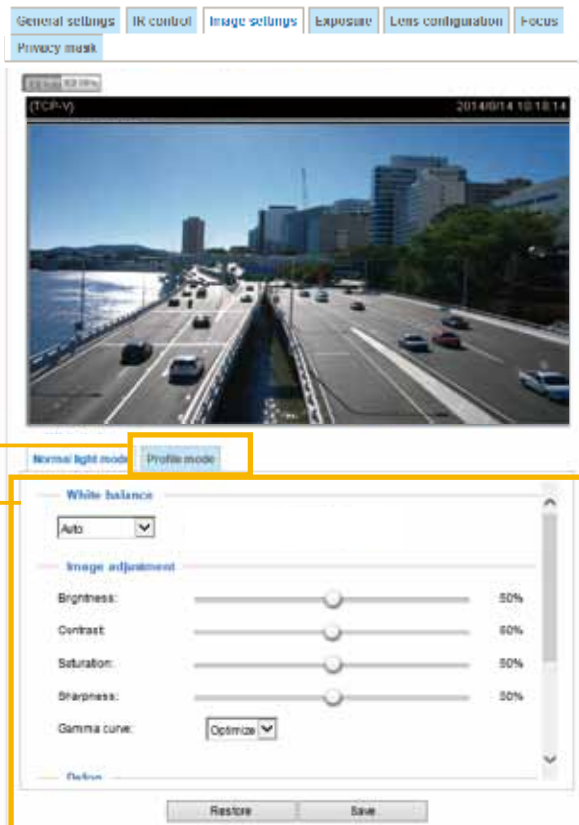 General settings IR control Image settings Exposure Lens configuration Focus
Privacy mask
(TCP-V) 2014/8/14 10:18:14
Normal light mode Profile mode
White balance
Auto
Image adjustment
Brightness: 50%
Contrast: 50%
Saturation: 50%
Sharpness: 50%
Gamma curve: Optimize
Defog
Restore Save